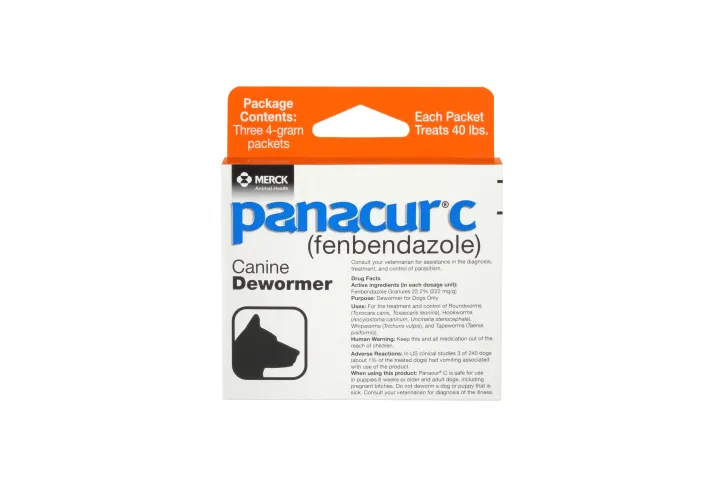 Package
Contents:
Three 4-gram
packets
Each Packet
Treats 40 lbs.
MERCK
Animal Health
panacur® c
(fenbendazole)
Canine
Dewormer
Consult your veterinarian for assistance in the diagnosis,
treatment, and control of parasitism.
Drug Facts
Active ingredients (in each dosage unit):
Fenbendazole Granules 22.2% (222 mg/g)
Purpose: Dewormer for Dogs Only
Uses: For the treatment and control of Roundworms
(Toxocara canis, Toxascaris leonina), Hookworms
(Ancylostoma caninum, Uncinaria stenocephala),
Whipworms (Trichuris vulpis), and Tapeworms (Taenia
pisiformis).
Human Warning: Keep this and all medication out of the
reach of children.
Adverse Reactions: In US clinical studies 3 of 240 dogs
(about 1% of the treated dogs) had vomiting associated
with use of the product
When using this product: Panacur® C is safe for use
in puppies 6 weeks or older and adult dogs, including
pregnant bitches. Do not deworm a dog or puppy that is
sick. Consult your veterinarian for diagnosis of the illness